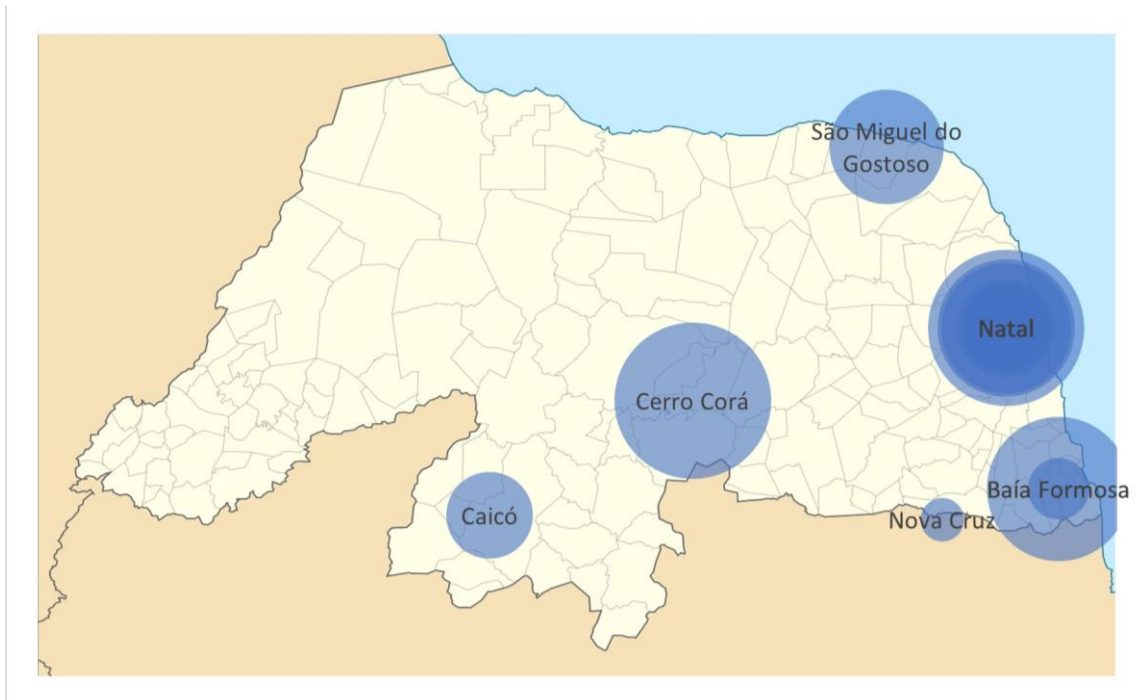 São Miguel do
Gostoso
Natal
Cerro Corá
Baía Formosa
Caicó
Nova Cruz